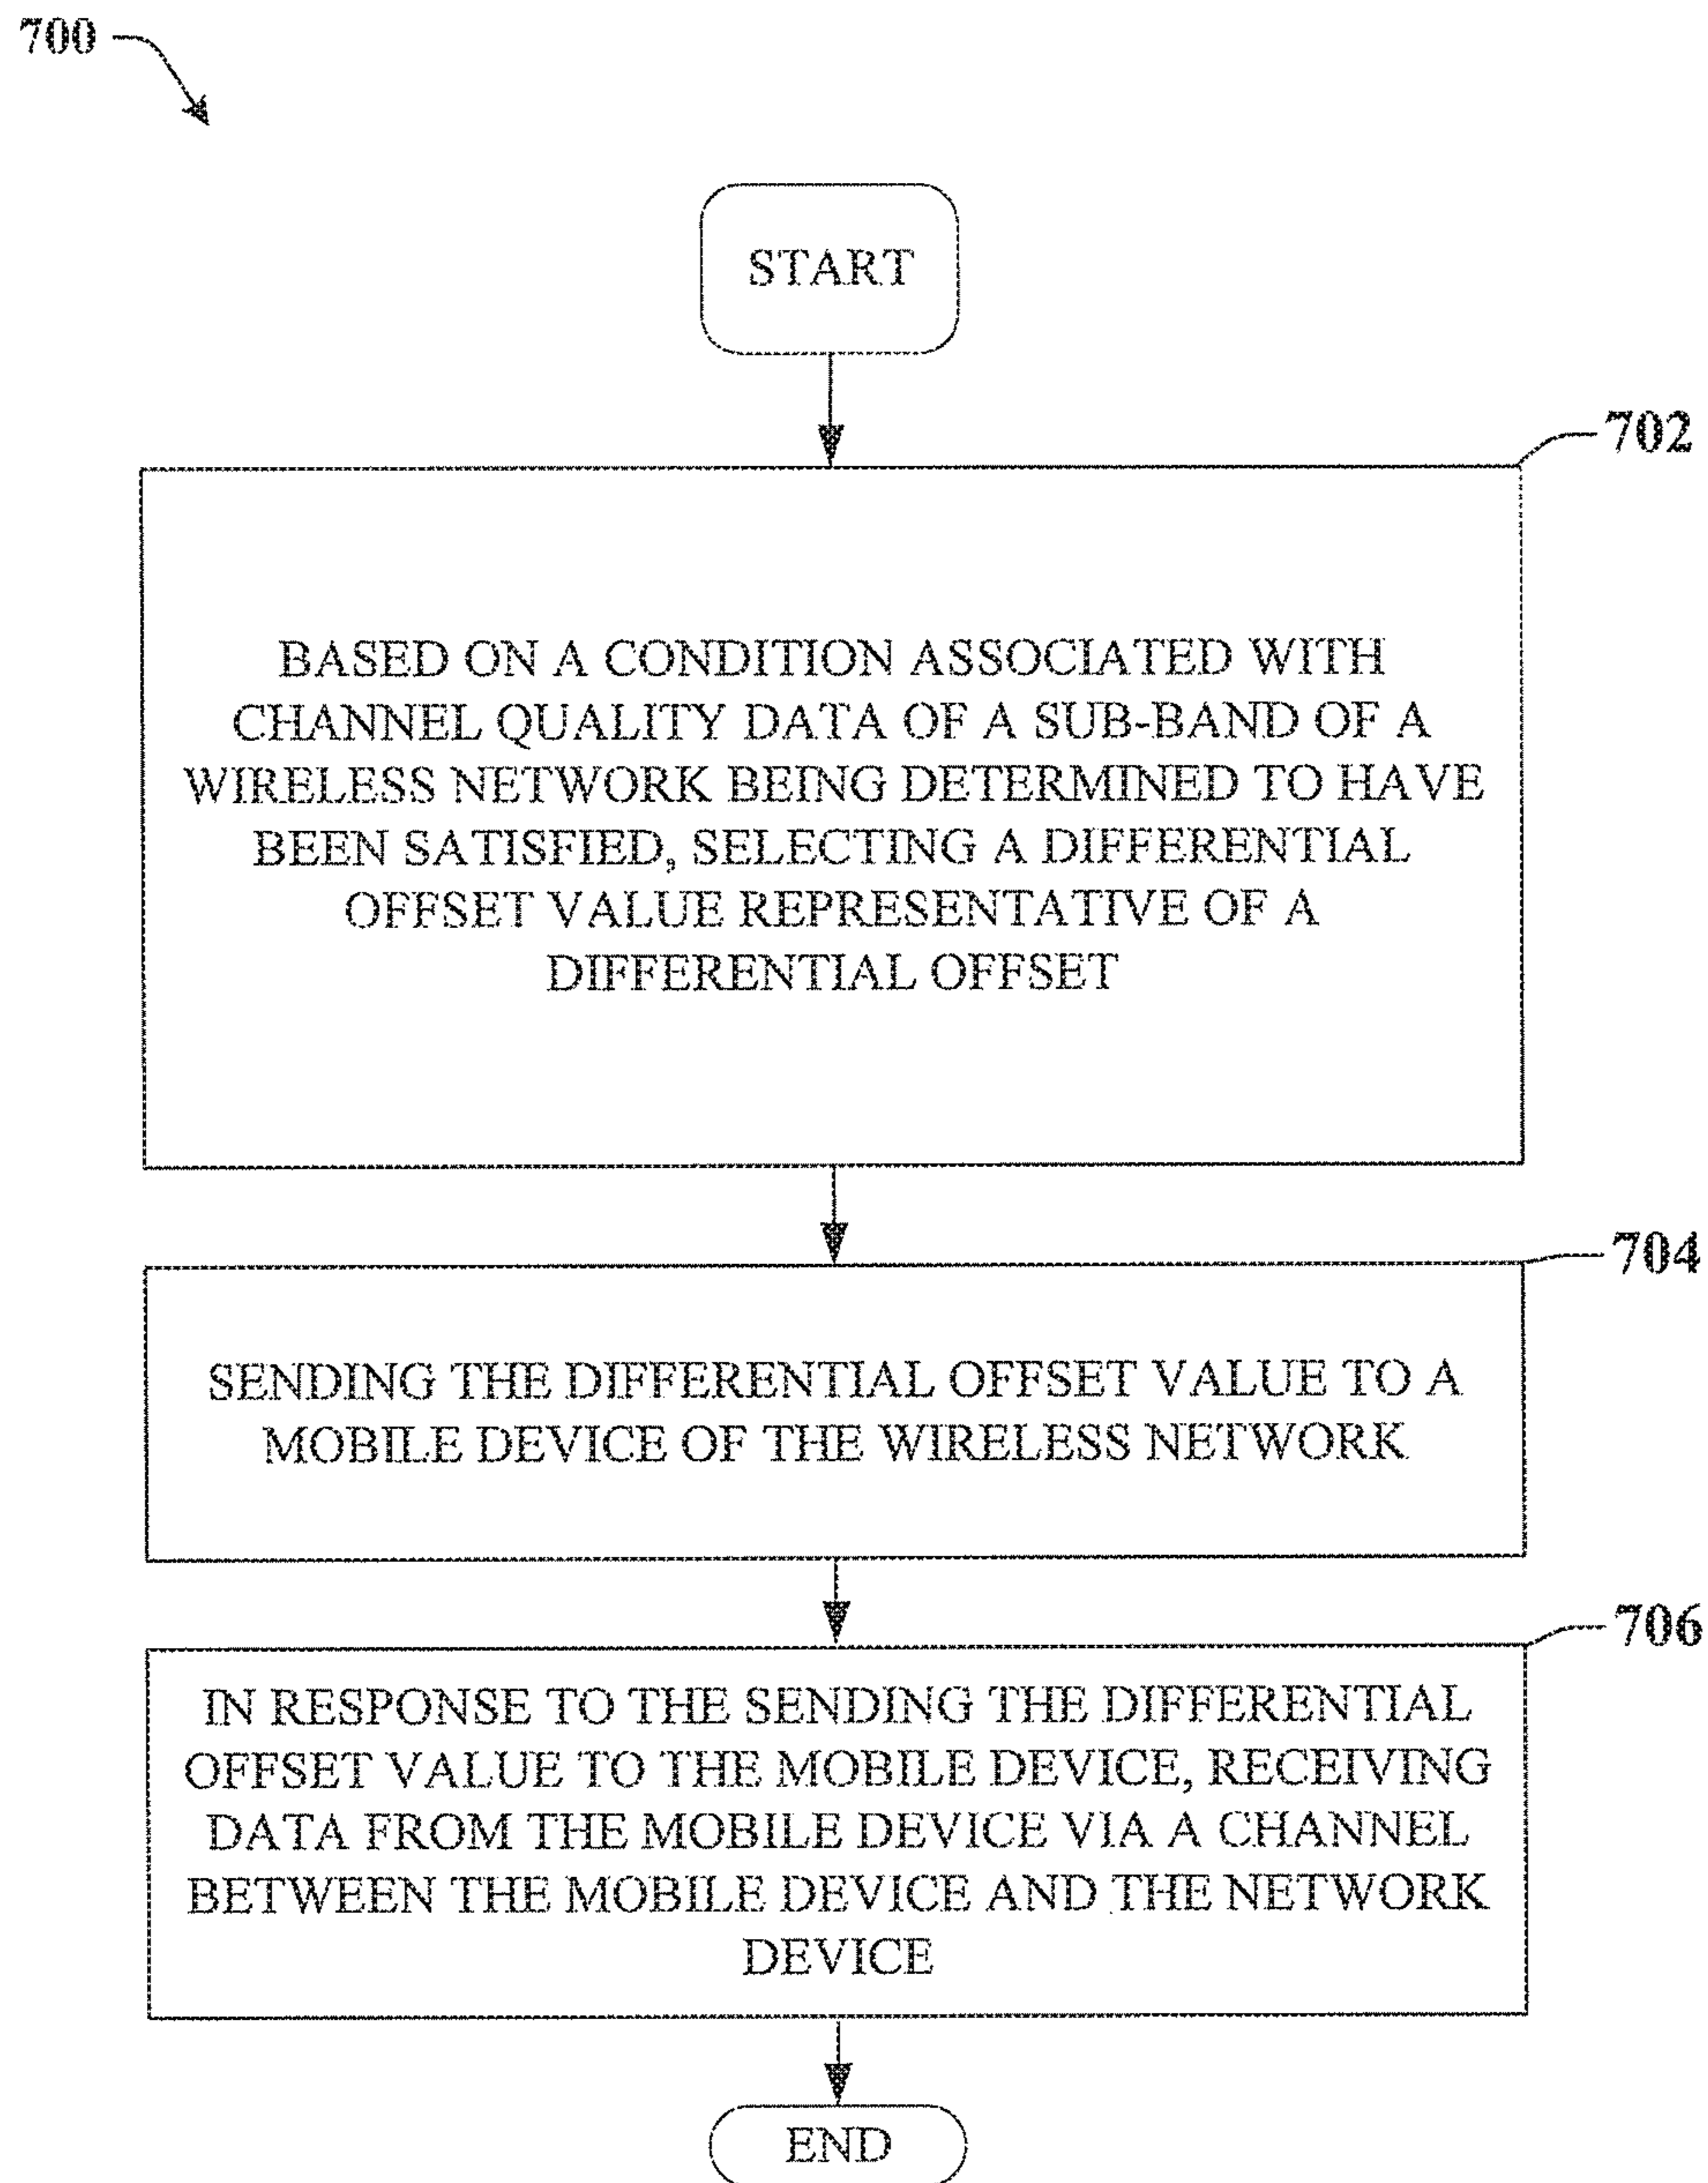 700
START
702
BASED ON A CONDITION ASSOCIATED WITH
CHANNEL QUALITY DATA OF A SUB-BAND OF A
WIRELESS NETWORK BEING DETERMINED TO HAVE
BEEN SATISFIED, SELECTING A DIFFERENTIAL
OFFSET VALUE REPRESENTATIVE OF A
DIFFERENTIAL OFFSET
704
SENDING THE DIFFERENTIAL OFFSET VALUE TO A
MOBILE DEVICE OF THE WIRELESS NETWORK
706
IN RESPONSE TO THE SENDING THE DIFFERENTIAL
OFFSET VALUE TO THE MOBILE DEVICE, RECEIVING
DATA FROM THE MOBILE DEVICE VIA A CHANNEL
BETWEEN THE MOBILE DEVICE AND THE NETWORK
DEVICE
END